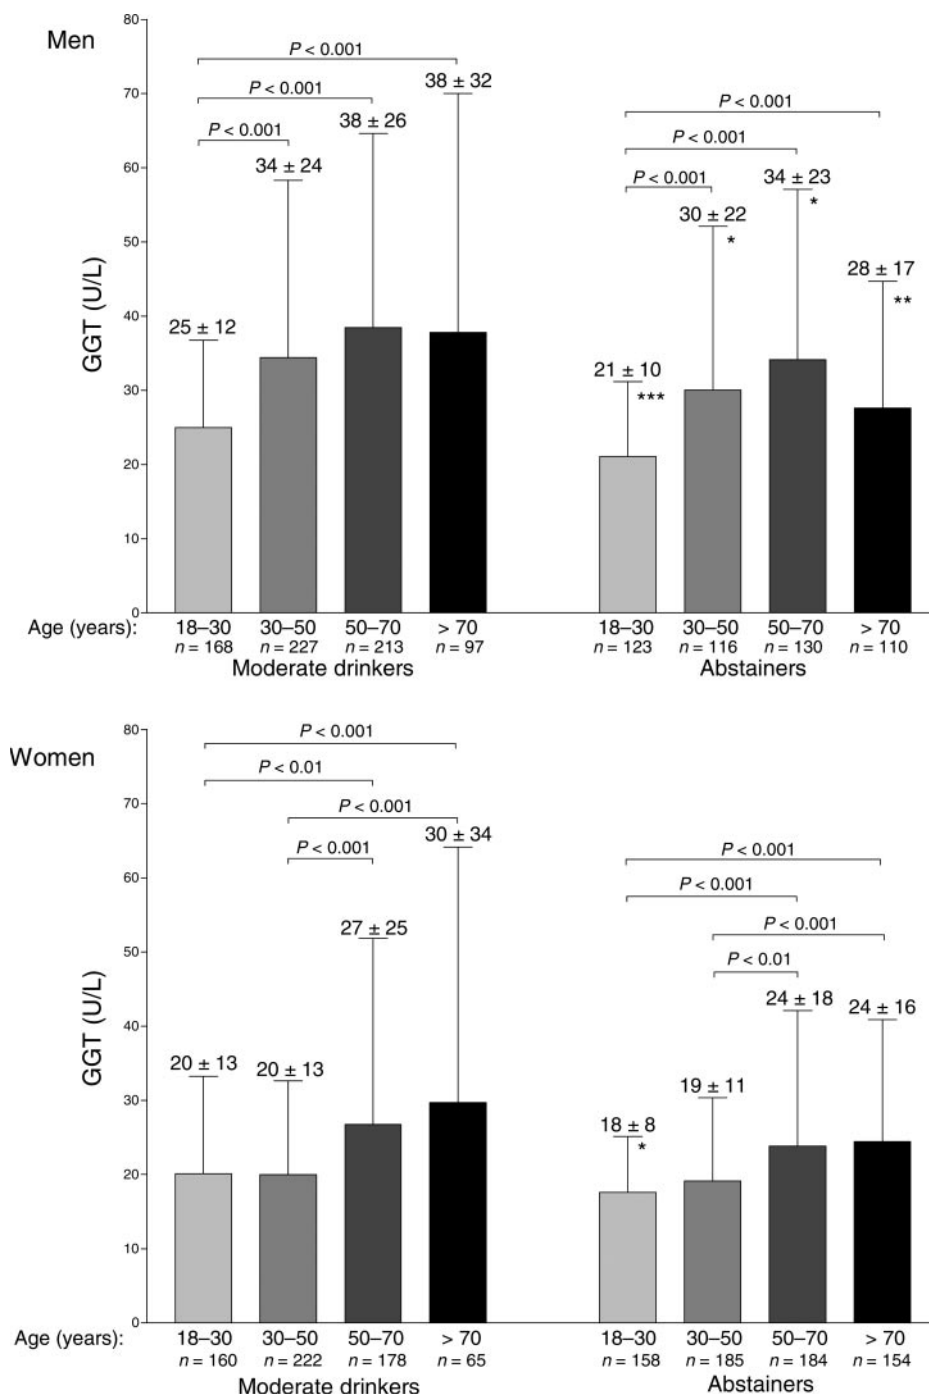 Men
80
70
60
50
40
30
20
10
0
GGT (U/L)
P < 0.001
P < 0.001
P < 0.001
38 ± 32
38 ± 26
34 ± 24
25 ± 12
P < 0.001
P < 0.001
P < 0.001
34 ± 23
*
30 ± 22
*
28 ± 17
**
21 ± 10
***
Age (years): 18–30 30–50 50–70 > 70 18–30 30–50 50–70 > 70
n = 168 n = 227 n = 213 n = 97 n = 123 n = 116 n = 130 n = 110
Moderate drinkers Abstainers
Women
80
70
60
50
40
30
20
10
0
GGT (U/L)
P < 0.001
P < 0.01
P < 0.001
P < 0.001
30 ± 34
27 ± 25
20 ± 13
20 ± 13
P < 0.001
P < 0.001
P < 0.001
P < 0.01
24 ± 18
24 ± 16
19 ± 11
18 ± 8
*
Age (years): 18–30 30–50 50–70 > 70 18–30 30–50 50–70 > 70
n = 160 n = 222 n = 178 n = 65 n = 158 n = 185 n = 184 n = 154
Moderate drinkers Abstainers